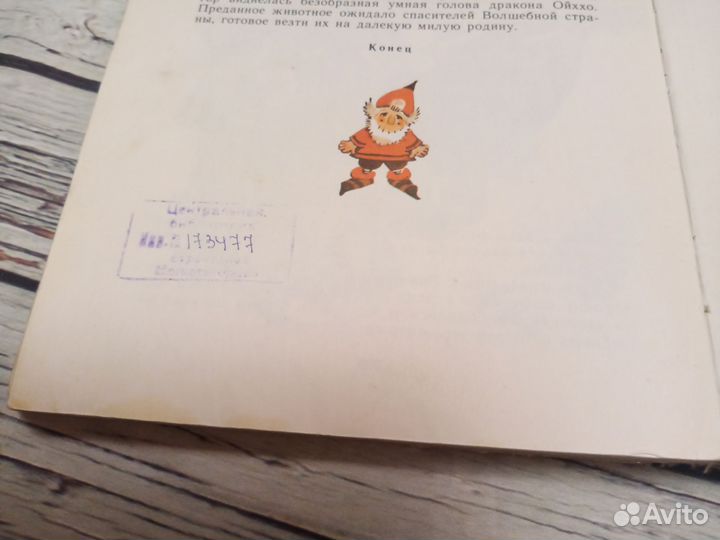 виднелась безобразная умная голова дракона Ойххо.
Преданное животное ожидало спасителей Волшебной стра-
ны, готовое везти их на далекую милую родину.
Конец
Центральная
173477
Avito